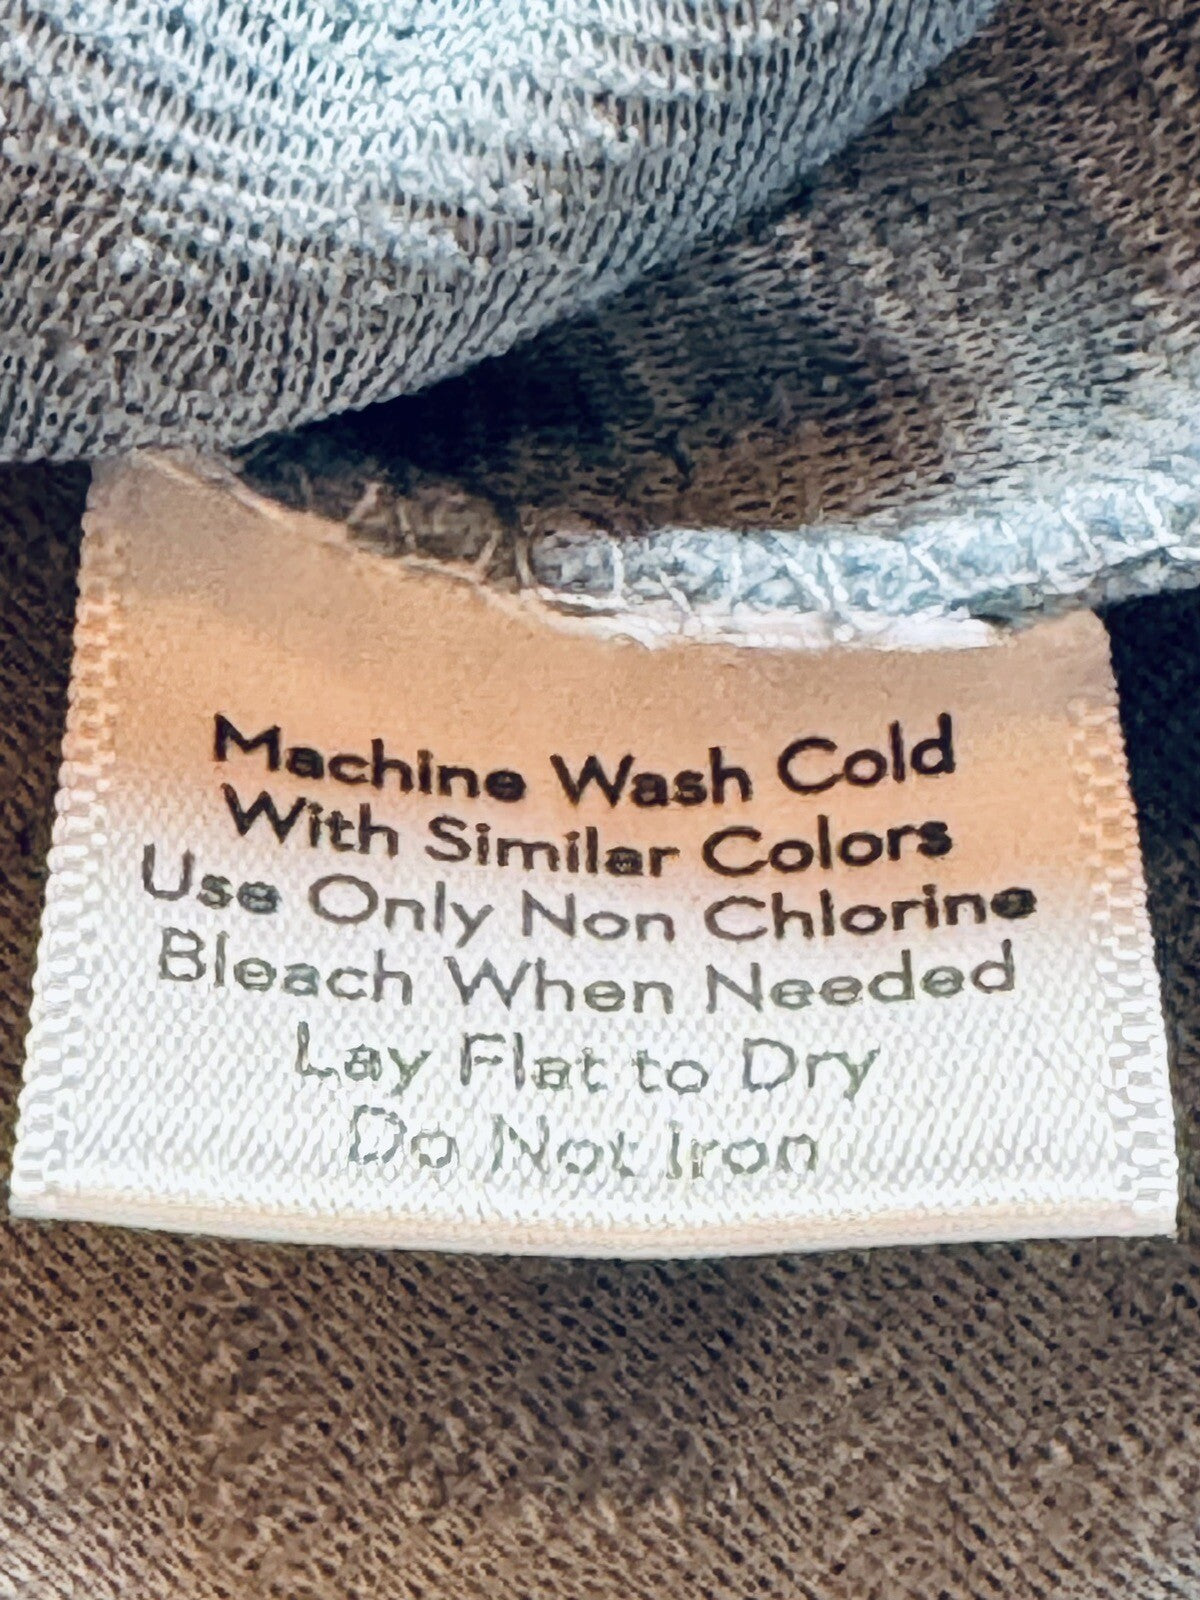 Machine Wash Cold
With Similar Colors
Use Only Non Chlorine
Bleach When Needed
Lay Flat to Dry
Do Not Iron